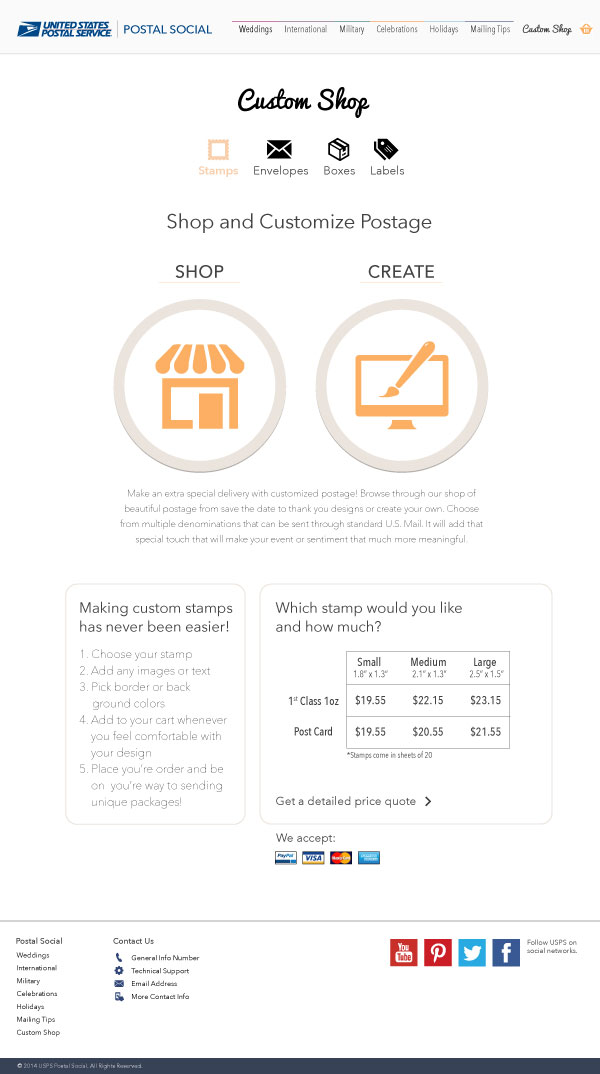 UNITED STATES
POSTAL SERVICE
POSTAL SOCIAL
Weddings International Military Celebrations Holidays Mailing Tips Custom Shop
Custom Shop
Stamps Envelopes Boxes Labels
Shop and Customize Postage
SHOP CREATE
Make an extra special delivery with customized postage! Browse through our shop of
beautiful postage from save the date to thank you designs or create your own. Choose
from multiple denominations that can be sent through standard U.S. Mail. It will add that
special touch that will make your event or sentiment that much more meaningful.
Making custom stamps
has never been easier!
1. Choose your stamp
2. Add any images or text
3. Pick border or back
ground colors
4. Add to your cart whenever
you feel comfortable with
your design
5. Place you're order and be
on you're way to sending
unique packages!
Which stamp would you like
and how much?
Small Medium Large
1.8" x 1.3" 2.1" x 1.3" 2.5" x 1.5"
1st Class 1oz $19.55 $22.15 $23.15
Post Card $19.55 $20.55 $21.55
*Stamps come in sheets of 20
Get a detailed price quote
We accept:
PayPal VISA MasterCard
Postal Social
Weddings
International
Military
Celebrations
Holidays
Mailing Tips
Custom Shop
Contact Us
General Info Number
Technical Support
Email Address
More Contact Info
You
Tube
Follow USPS on
social networks.
© 2014 USPS Postal Social. All Rights Reserved.